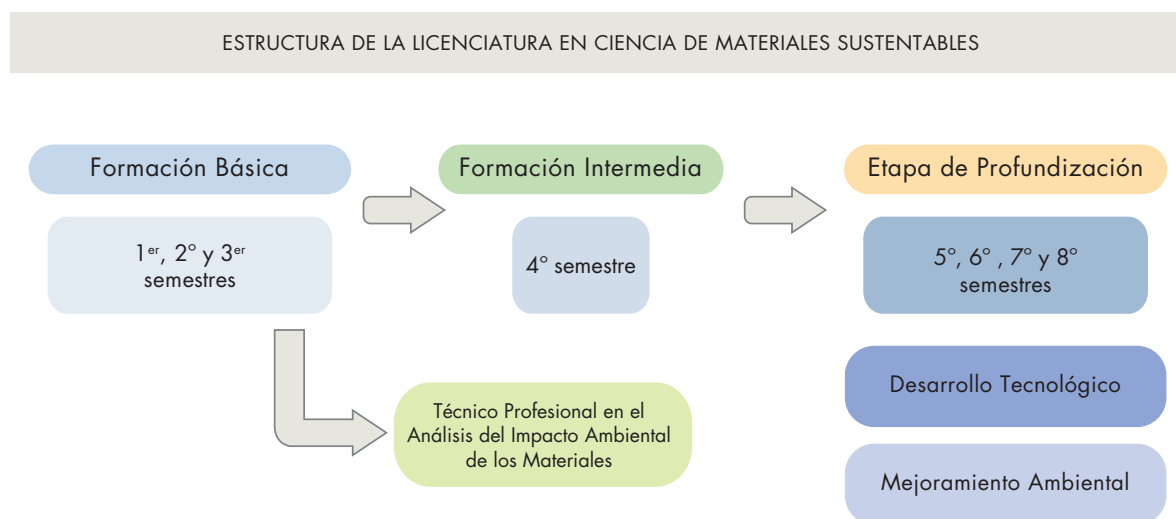 ESTRUCTURA DE LA LICENCIATURA EN CIENCIA DE MATERIALES SUSTENTABLES
Formación Básica
1er, 2° y 3er
semestres
Formación Intermedia
4° semestre
Etapa de Profundización
5°, 6° , 7° y 8°
semestres
Técnico Profesional en el
Análisis del Impacto Ambiental
de los Materiales
Desarrollo Tecnológico
Mejoramiento Ambiental